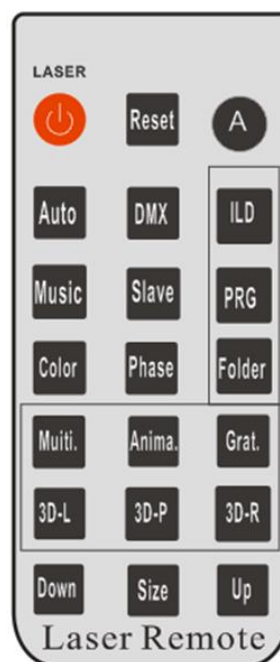 LASER
Reset A
Auto DMX ILD
Music Slave PRG
Color Phase Folder
Muiti. Anima. Grat.
3D-L 3D-P 3D-R
Down Size Up
Laser Remote